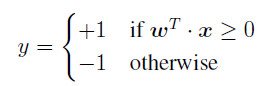 y = { +1 if w^T · x ≥ 0
−1 otherwise